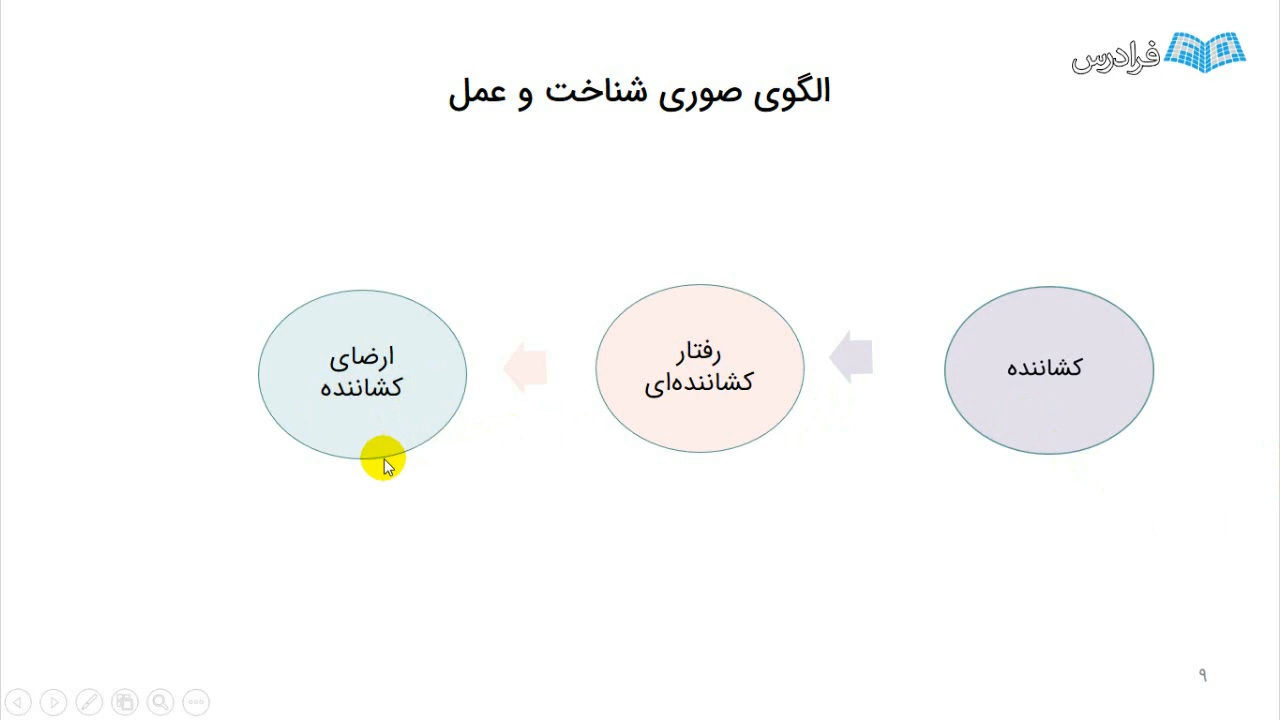 فرادرس
الگوی صوری شناخت و عمل
کشاننده
رفتار
کشاننده‌ای
ارضای
کشاننده
۹